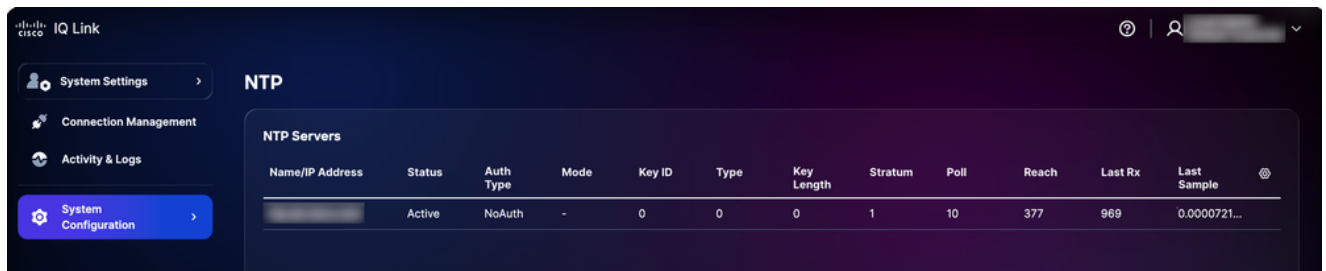 cisco IQ Link
System Settings
Connection Management
Activity & Logs
System
Configuration
NTP
NTP Servers
Name/IP Address Status Auth Type Mode Key ID Type Key Length Stratum Poll Reach Last Rx Last Sample
Active NoAuth - 0 0 0 1 10 377 969 0.0000721...